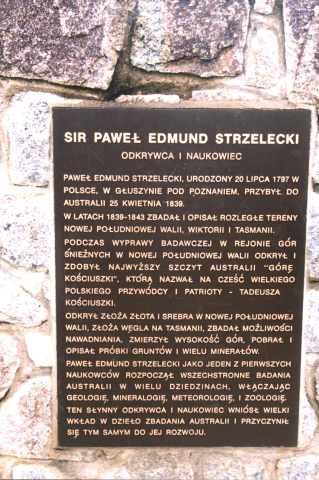 SIR PAWEŁ EDMUND STRZELECKI
ODKRYWCA I NAUKOWIEC
PAWEŁ EDMUND STRZELECKI, URODZONY 20 LIPCA 1797 W
POLSCE, W GŁUSZYNIE POD POZNANIEM, PRZYBYŁ DO
AUSTRALII 25 KWIETNIA 1839.
W LATACH 1839-1843 ZBADAŁ I OPISAŁ ROZLEGŁE TERENY
NOWEJ POŁUDNIOWEJ WALII, WIKTORII I TASMANII.
PODCZAS WYPRAWY BADAWCZEJ W REJONIE GÓR
ŚNIEŻNYCH W NOWEJ POŁUDNIOWEJ WALII ODKRYŁ I
ZDOBYŁ NAJWYŻSZY SZCZYT AUSTRALII "GÓRĘ
KOŚCIUSZKI", KTÓRĄ NAZWAŁ NA CZEŚĆ WIELKIEGO
POLSKIEGO PRZYWÓDCY I PATRIOTY - TADEUSZA
KOŚCIUSZKI.
ODKRYŁ ZŁOŻA ZŁOTA I SREBRA W NOWEJ POŁUDNIOWEJ
WALII, ZŁOŻA WĘGLA NA TASMANII, ZBADAŁ MOŻLIWOŚCI
NAWADNIANIA, ZMIERZYŁ WYSOKOŚĆ GÓR, POBRAŁ I
OPISAŁ PRÓBKI GRUNTÓW I WIELU MINERAŁÓW.
PAWEŁ EDMUND STRZELECKI JAKO JEDEN Z PIERWSZYCH
NAUKOWCÓW ROZPOCZĄŁ WSZECHSTRONNE BADANIA
AUSTRALII W WIELU DZIEDZINACH, WŁĄCZAJĄC
GEOLOGIĘ, MINERALOGIĘ, METEOROLOGIĘ, I ZOOLOGIĘ.
TEN SŁYNNY ODKRYWCA I NAUKOWIEC WNIÓSŁ WIELKI
WKŁAD W DZIEŁO ZBADANIA AUSTRALII I PRZYCZYNIŁ
SIĘ TYM SAMYM DO JEJ ROZWOJU.